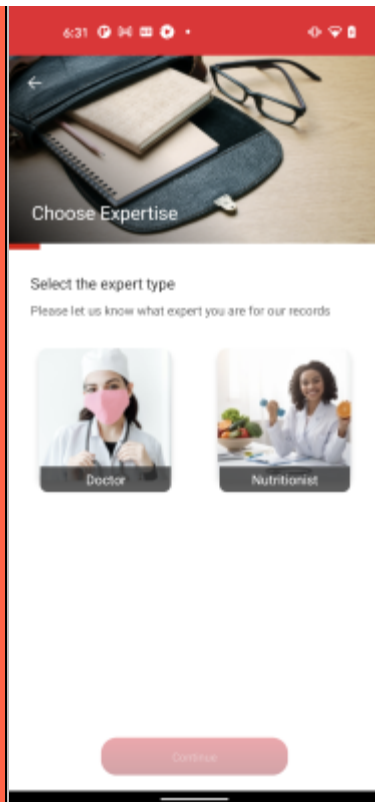 6:31
Choose Expertise
Select the expert type
Please let us know what expert you are for our records
Doctor
Nutritionist
Continue